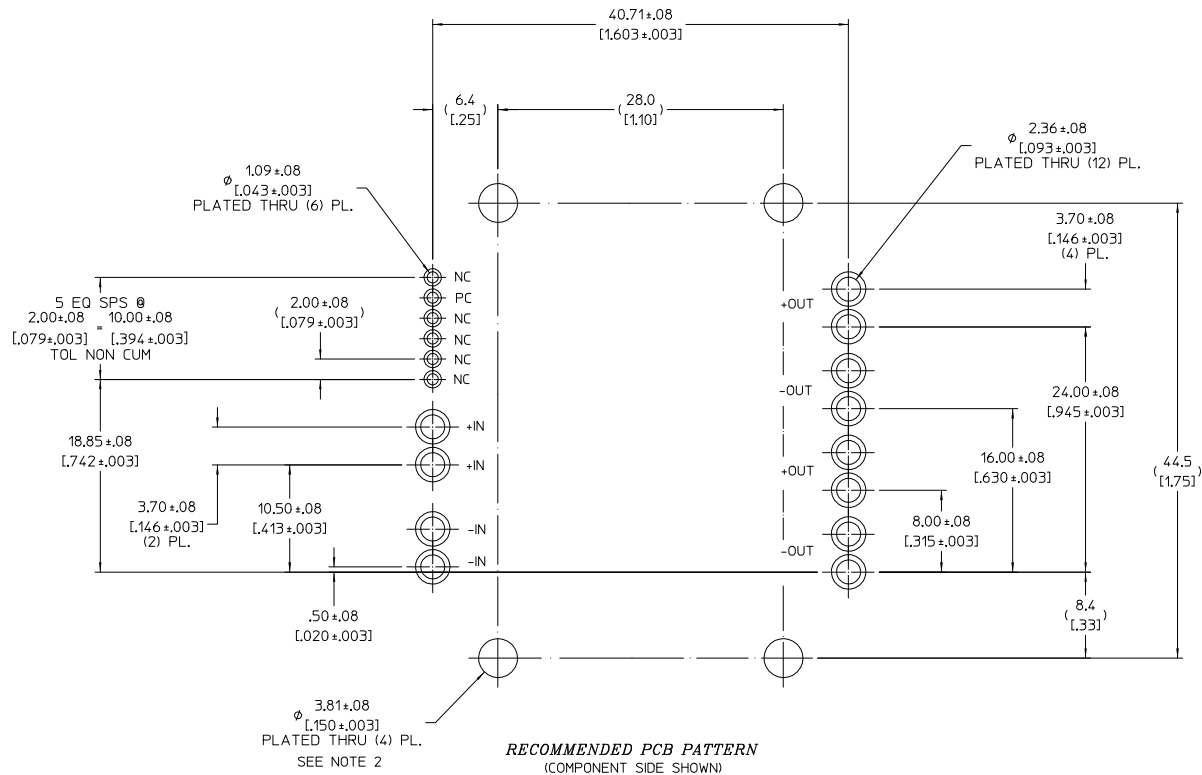 40.71±.08
[1.603±.003]
6.4
( [.25] )
28.0
( [1.10] )
ø 2.36±.08
[.093±.003]
PLATED THRU (12) PL.
ø 1.09±.08
[.043±.003]
PLATED THRU (6) PL.
3.70±.08
[.146±.003]
(4) PL.
NC
PC
NC
NC
NC
NC
5 EQ SPS @
2.00±.08 = 10.00±.08
[.079±.003] [.394±.003]
TOL NON CUM
2.00±.08
( [.079±.003] )
+OUT
-OUT
+OUT
-OUT
+IN
+IN
-IN
-IN
18.85±.08
[.742±.003]
3.70±.08
[.146±.003]
(2) PL.
10.50±.08
[.413±.003]
.50±.08
[.020±.003]
24.00±.08
[.945±.003]
16.00±.08
[.630±.003]
8.00±.08
[.315±.003]
44.5
( [1.75] )
8.4
( [.33] )
ø 3.81±.08
[.150±.003]
PLATED THRU (4) PL.
SEE NOTE 2
RECOMMENDED PCB PATTERN
(COMPONENT SIDE SHOWN)